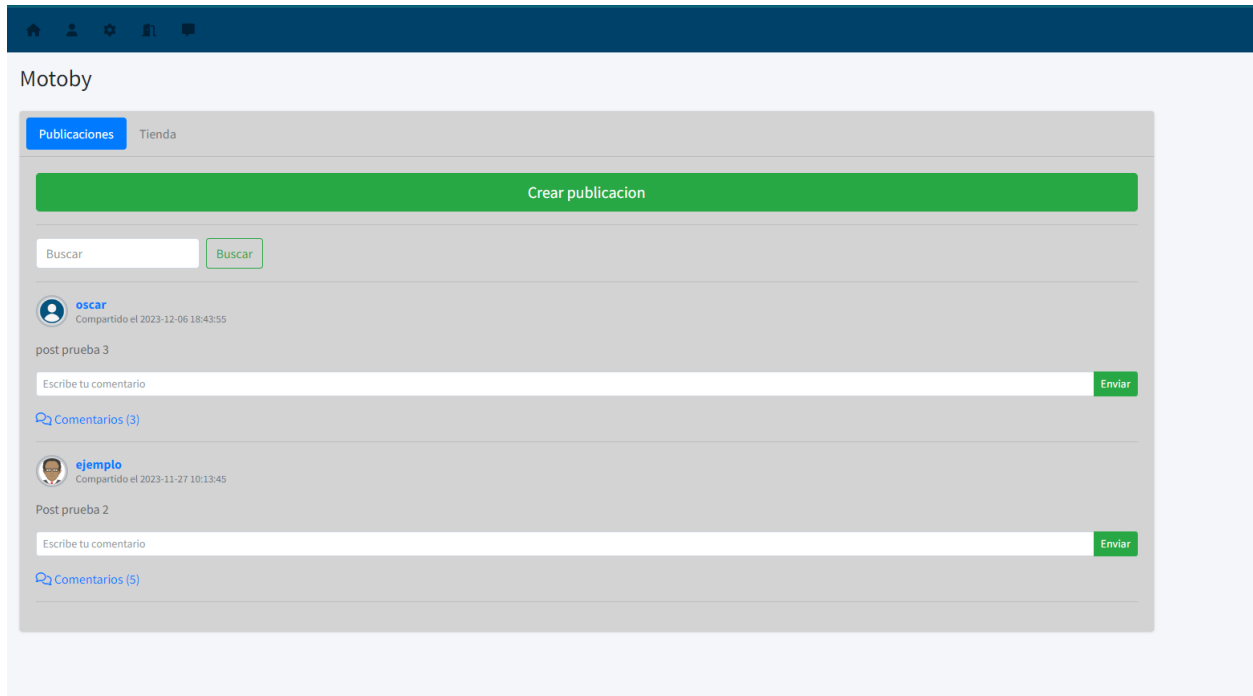 Motoby
Publicaciones Tienda
Crear publicacion
Buscar Buscar
oscar
Compartido el 2023-12-06 18:43:55
post prueba 3
Escribe tu comentario Enviar
Comentarios (3)
ejemplo
Compartido el 2023-11-27 10:13:45
Post prueba 2
Escribe tu comentario Enviar
Comentarios (5)